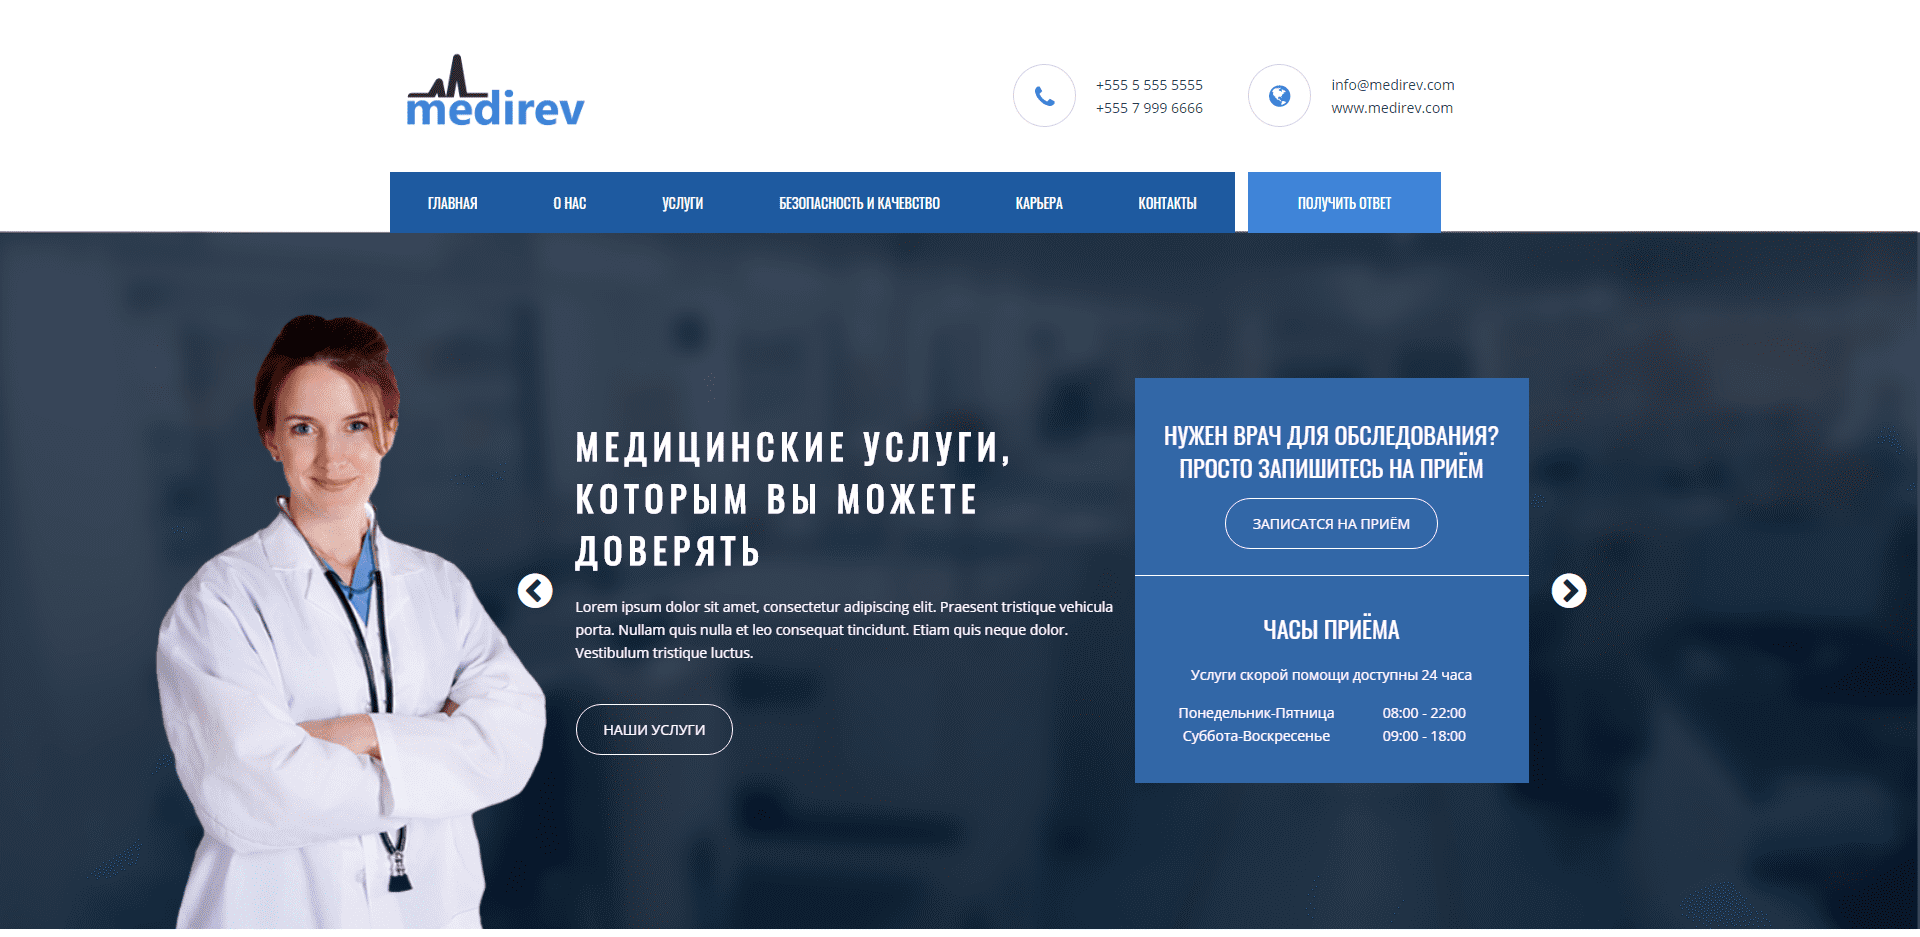 medirev
+555 5 555 5555
+555 7 999 6666
info@medirev.com
www.medirev.com
ГЛАВНАЯ
О НАС
УСЛУГИ
БЕЗОПАСНОСТЬ И КАЧЕВСТВО
КАРЬЕРА
КОНТАКТЫ
ПОЛУЧИТЬ ОТВЕТ
МЕДИЦИНСКИЕ УСЛУГИ,
КОТОРЫМ ВЫ МОЖЕТЕ
ДОВЕРЯТЬ
Lorem ipsum dolor sit amet, consectetur adipiscing elit. Praesent tristique vehicula
porta. Nullam quis nulla et leo consequat tincidunt. Etiam quis neque dolor.
Vestibulum tristique luctus.
НАШИ УСЛУГИ
НУЖЕН ВРАЧ ДЛЯ ОБСЛЕДОВАНИЯ?
ПРОСТО ЗАПИШИТЕСЬ НА ПРИЁМ
ЗАПИСАТСЯ НА ПРИЁМ
ЧАСЫ ПРИЁМА
Услуги скорой помощи доступны 24 часа
Понедельник-Пятница 08:00 - 22:00
Суббота-Воскресенье 09:00 - 18:00